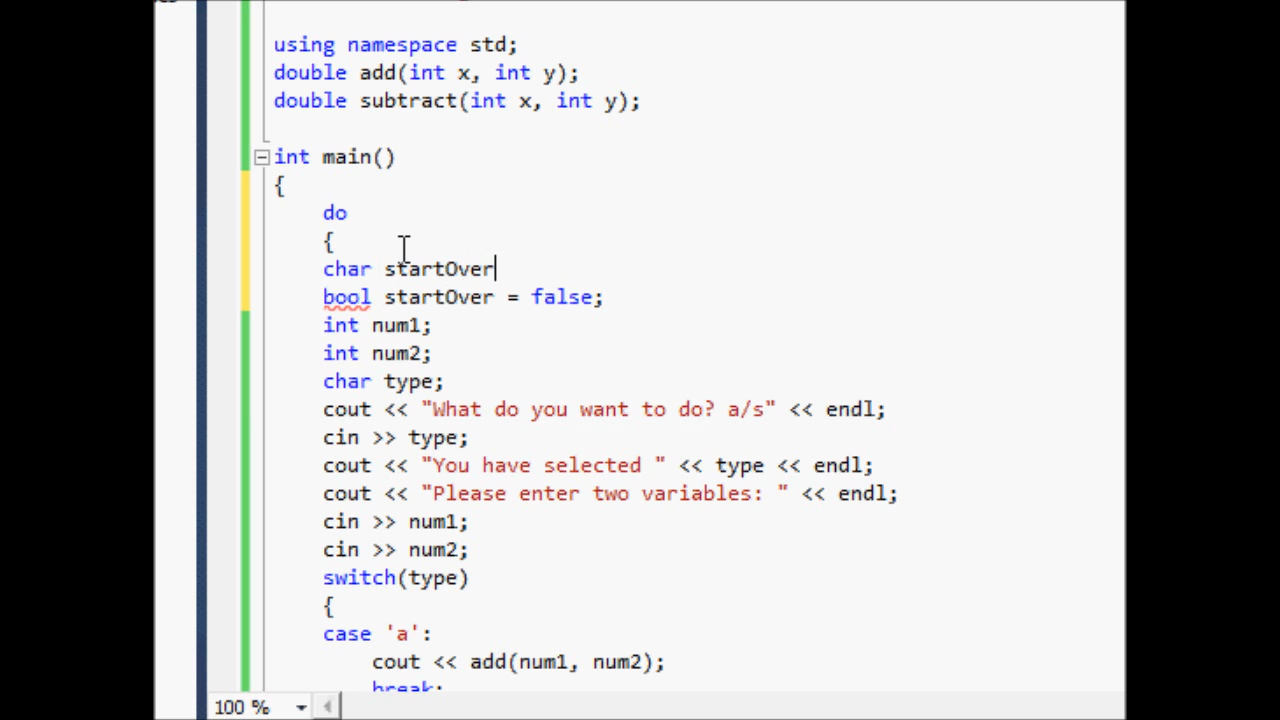 using namespace std;
double add(int x, int y);
double subtract(int x, int y);
int main()
{
do
{
char startOver
bool startOver = false;
int num1;
int num2;
char type;
cout << "What do you want to do? a/s" << endl;
cin >> type;
cout << "You have selected " << type << endl;
cout << "Please enter two variables: " << endl;
cin >> num1;
cin >> num2;
switch(type)
{
case 'a':
cout << add(num1, num2);
break;
100 %